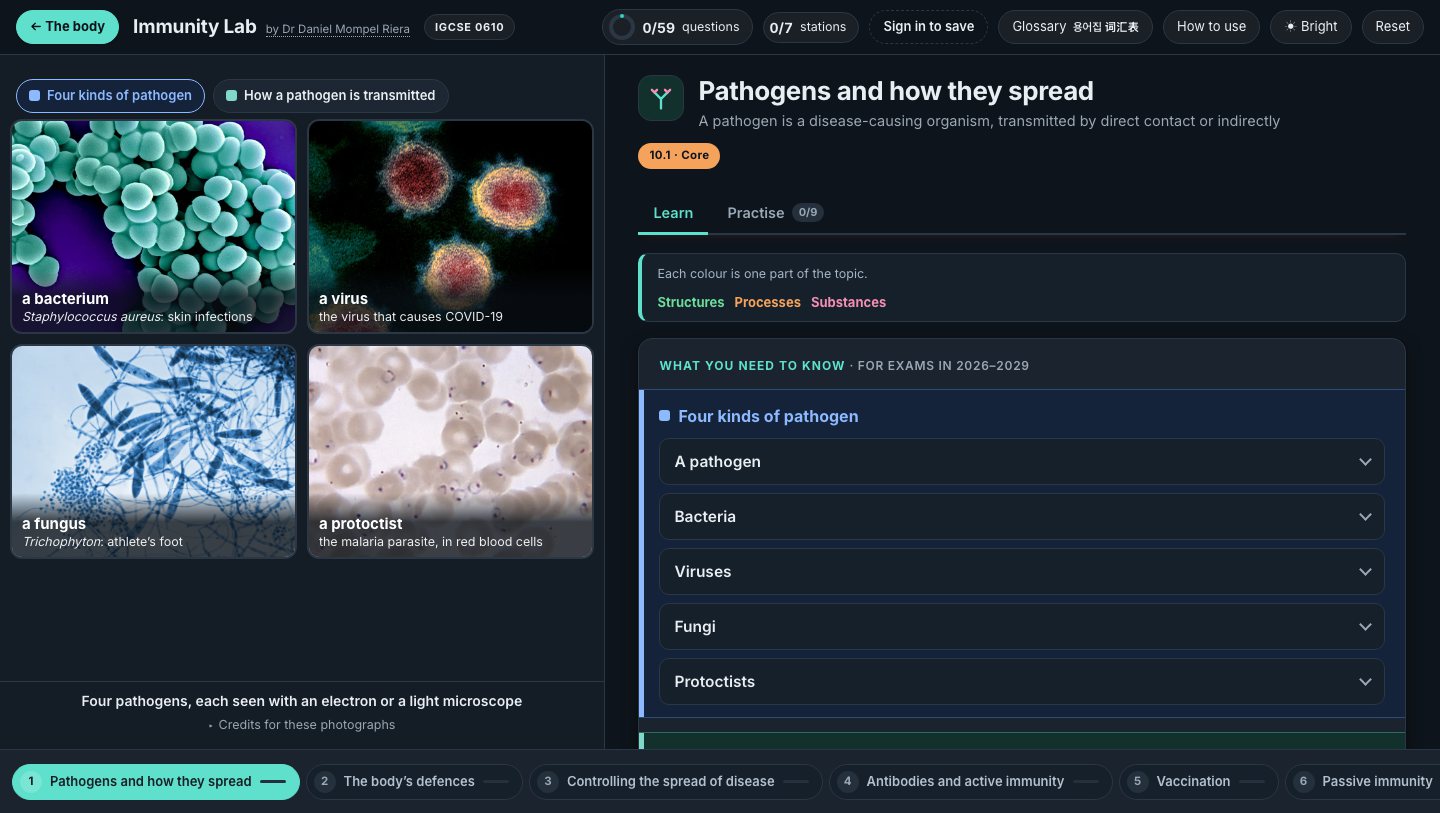 ← The body
Immunity Lab by Dr Daniel Mompel Riera
IGCSE 0610
0/59 questions
0/7 stations
Sign in to save
Glossary 용어집 词汇表
How to use
☀ Bright
Reset
Four kinds of pathogen
How a pathogen is transmitted
a bacterium
Staphylococcus aureus: skin infections
a virus
the virus that causes COVID-19
a fungus
Trichophyton: athlete’s foot
a protoctist
the malaria parasite, in red blood cells
Four pathogens, each seen with an electron or a light microscope
Credits for these photographs
Pathogens and how they spread
A pathogen is a disease-causing organism, transmitted by direct contact or indirectly
10.1 · Core
Learn
Practise 0/9
Each colour is one part of the topic.
Structures Processes Substances
WHAT YOU NEED TO KNOW · FOR EXAMS IN 2026–2029
Four kinds of pathogen
A pathogen
Bacteria
Viruses
Fungi
Protoctists
1 Pathogens and how they spread
2 The body’s defences
3 Controlling the spread of disease
4 Antibodies and active immunity
5 Vaccination
6 Passive immunity